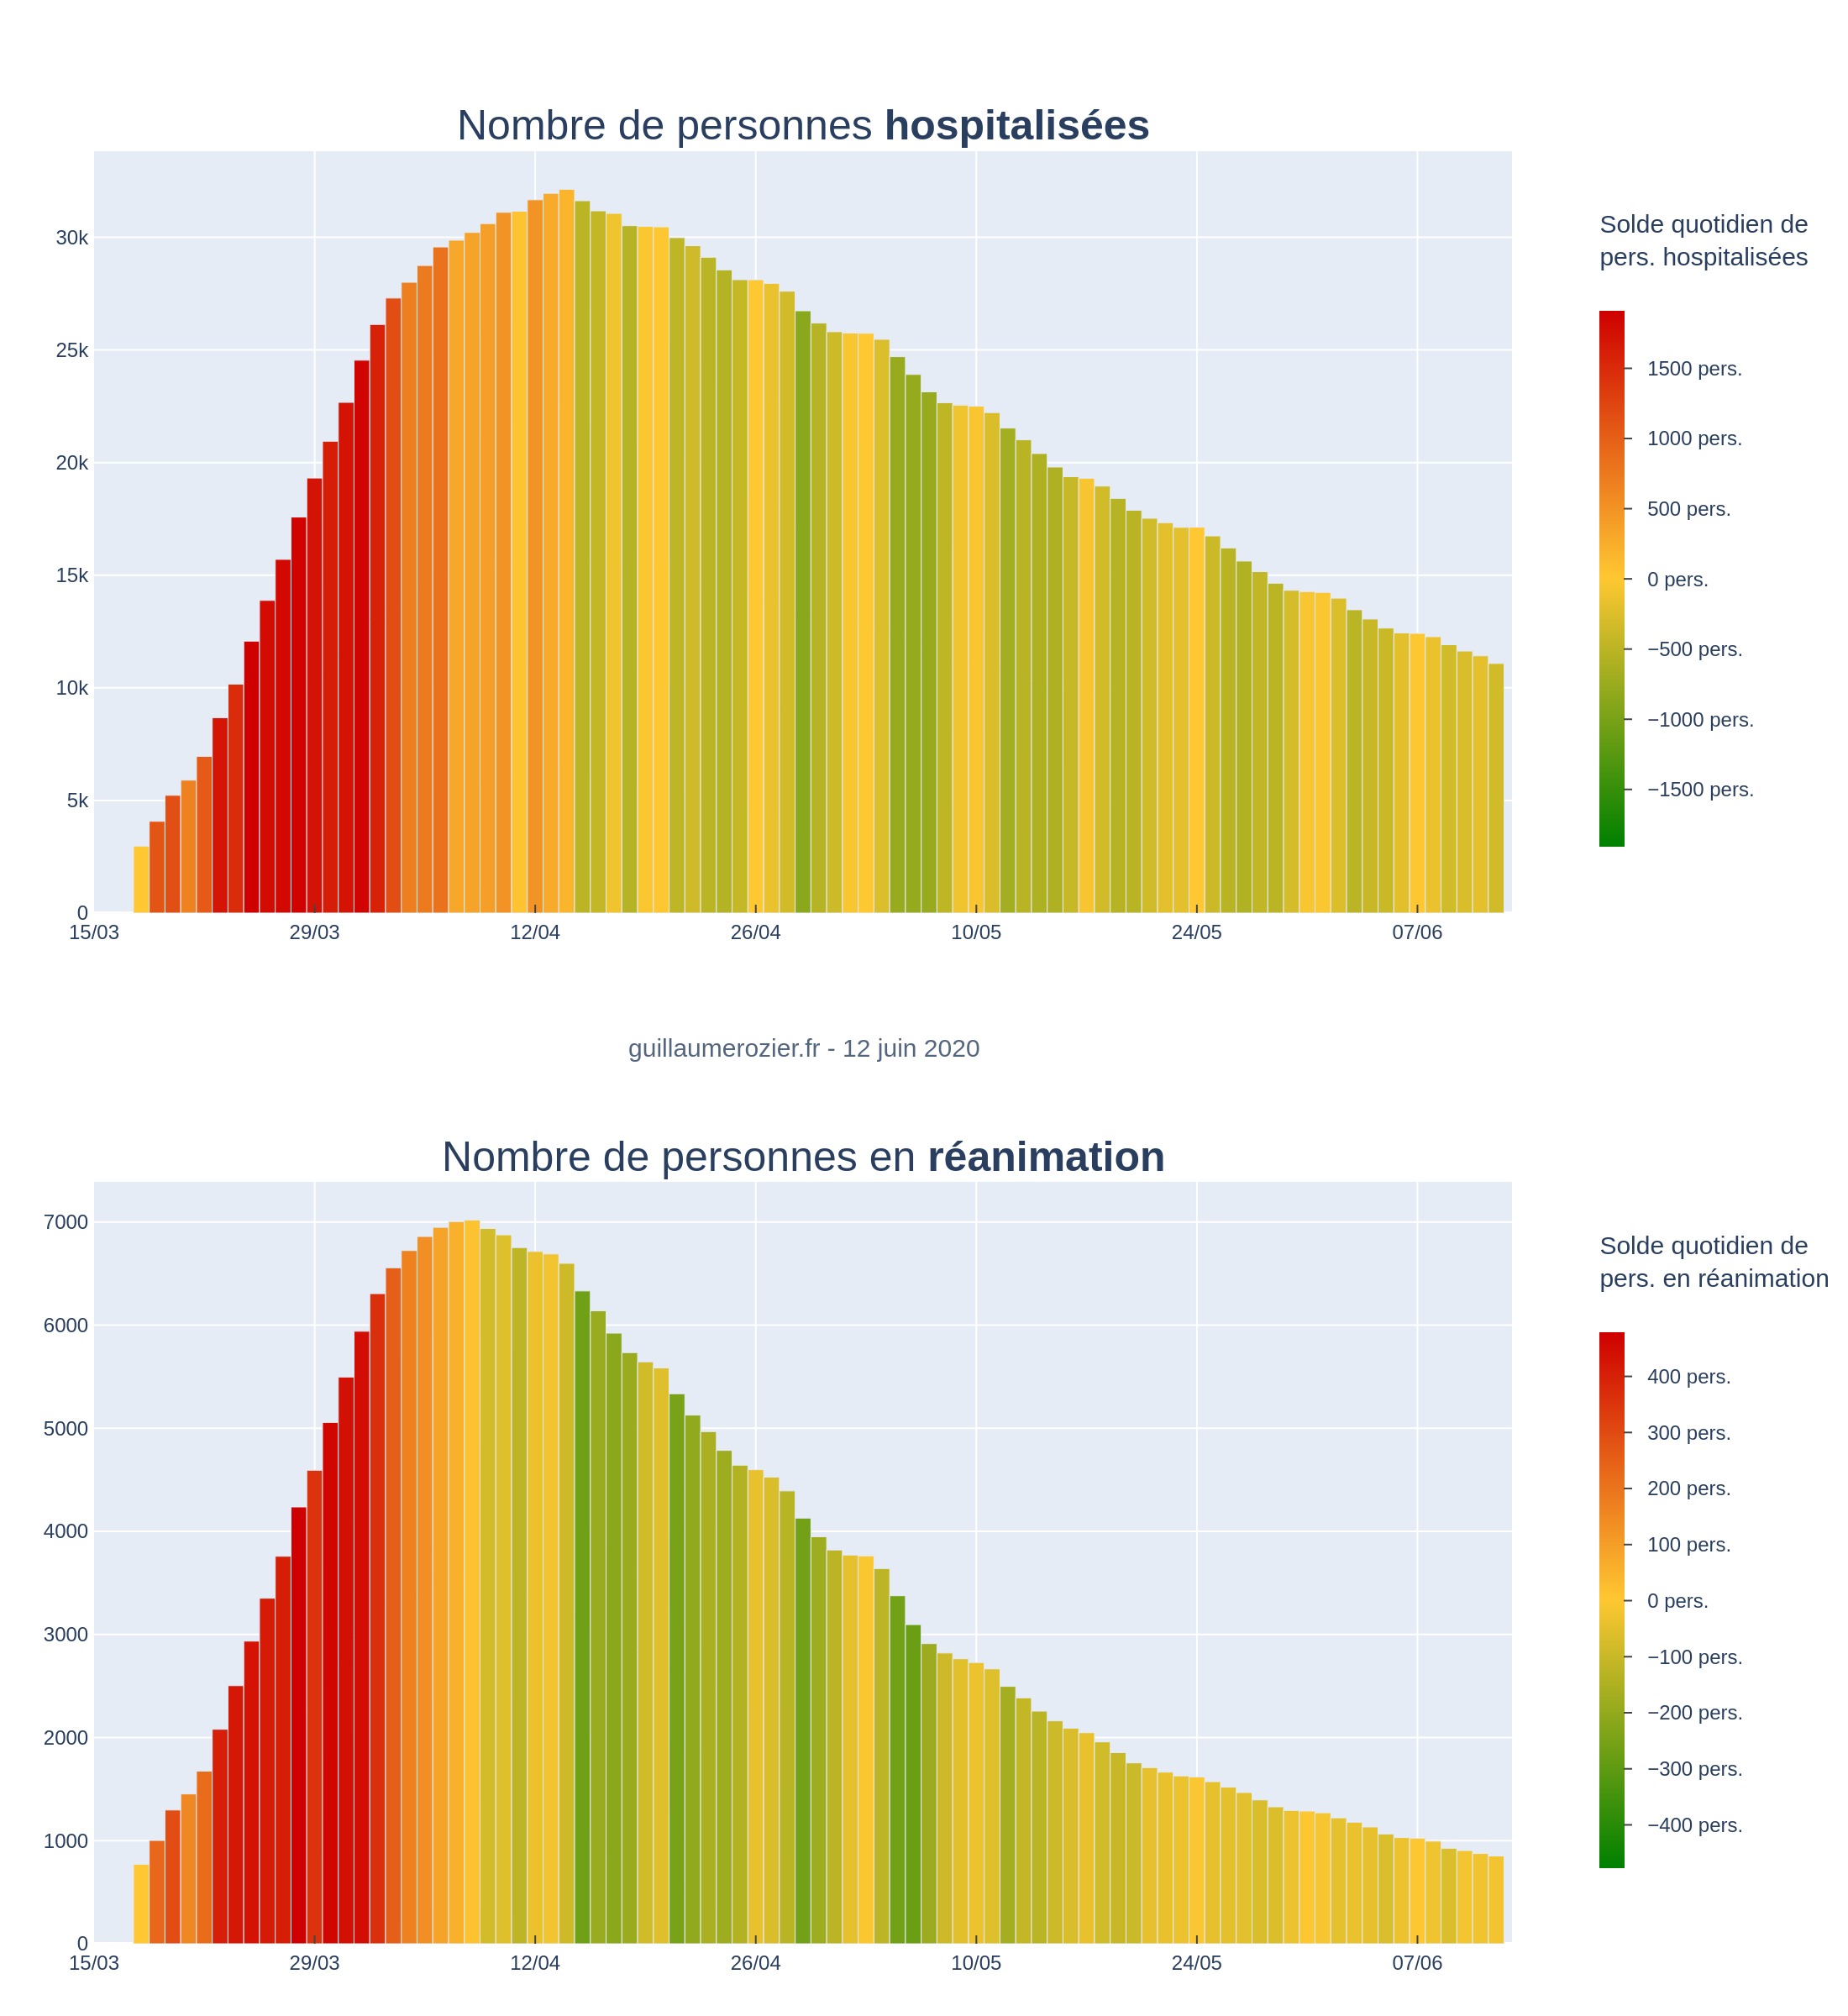 Nombre de personnes hospitalisées
30k
25k
20k
15k
10k
5k
0
15/03 29/03 12/04 26/04 10/05 24/05 07/06
Solde quotidien de
pers. hospitalisées
1500 pers.
1000 pers.
500 pers.
0 pers.
−500 pers.
−1000 pers.
−1500 pers.
guillaumerozier.fr - 12 juin 2020
Nombre de personnes en réanimation
7000
6000
5000
4000
3000
2000
1000
0
15/03 29/03 12/04 26/04 10/05 24/05 07/06
Solde quotidien de
pers. en réanimation
400 pers.
300 pers.
200 pers.
100 pers.
0 pers.
−100 pers.
−200 pers.
−300 pers.
−400 pers.